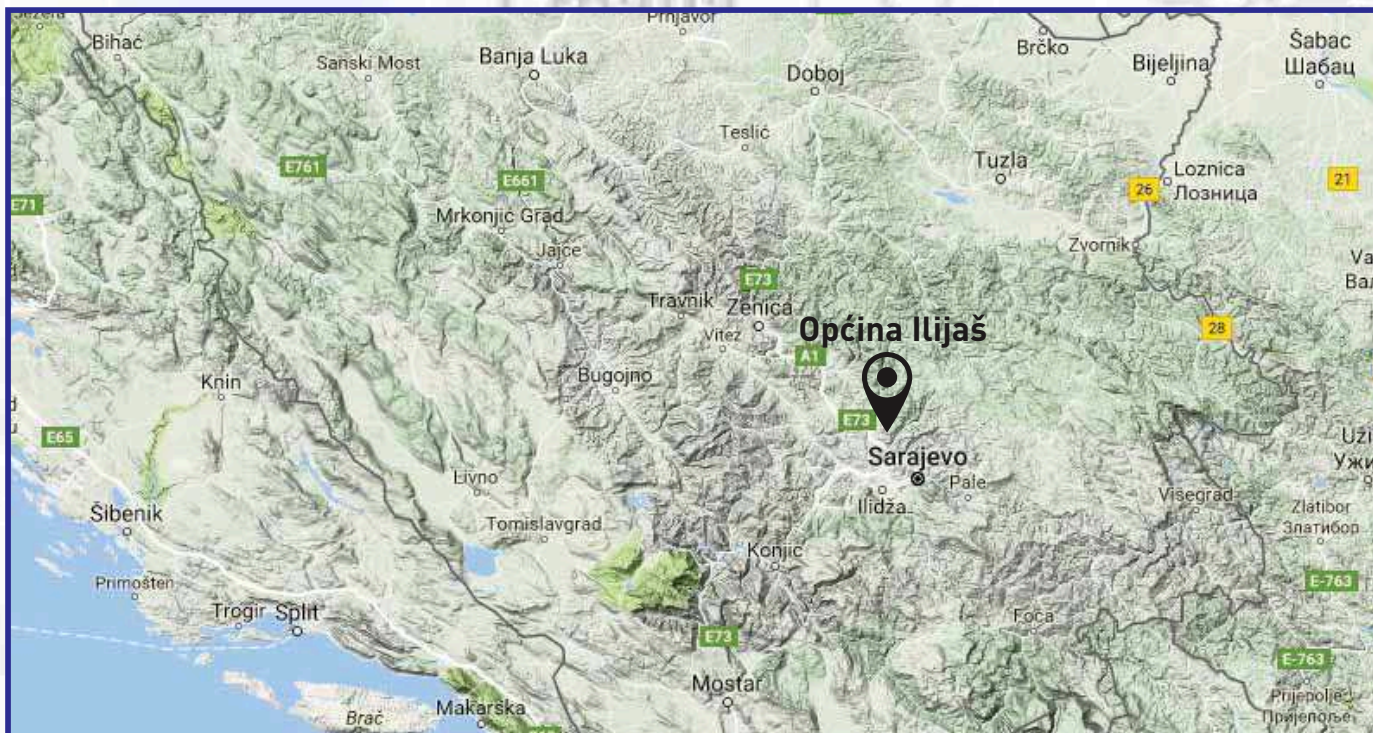 Prnjavor
Bihać
Sanski Most
Banja Luka
Brčko
Šabac
Шабац
Doboj
Bijeljina
Teslić
Tuzla
E761
E661
26
Loznica
Лозница
21
E71
Mrkonjić Grad
Jajce
Zvornik
E73
Travnik
Zenica
Vitez
Općina Ilijaš
28
A1
Knin
Bugojno
E73
E65
Sarajevo
Livno
Ilidža
Pale
Višegrad
Zlatibor
Златибор
Šibenik
Tomislavgrad
Konjic
Primošten
E-763
Trogir
Split
Foča
E73
E-763
Mostar
Prijepolje
Пријепоље
Makarska
Brač